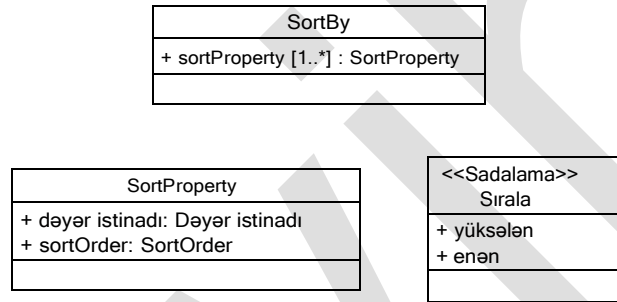 SortBy
+ sortProperty [1..*] : SortProperty
SortProperty
+ dəyər istinadı: Dəyər istinadı
+ sortOrder: SortOrder
<<Sadalama>>
Sırala
+ yüksələn
+ enən